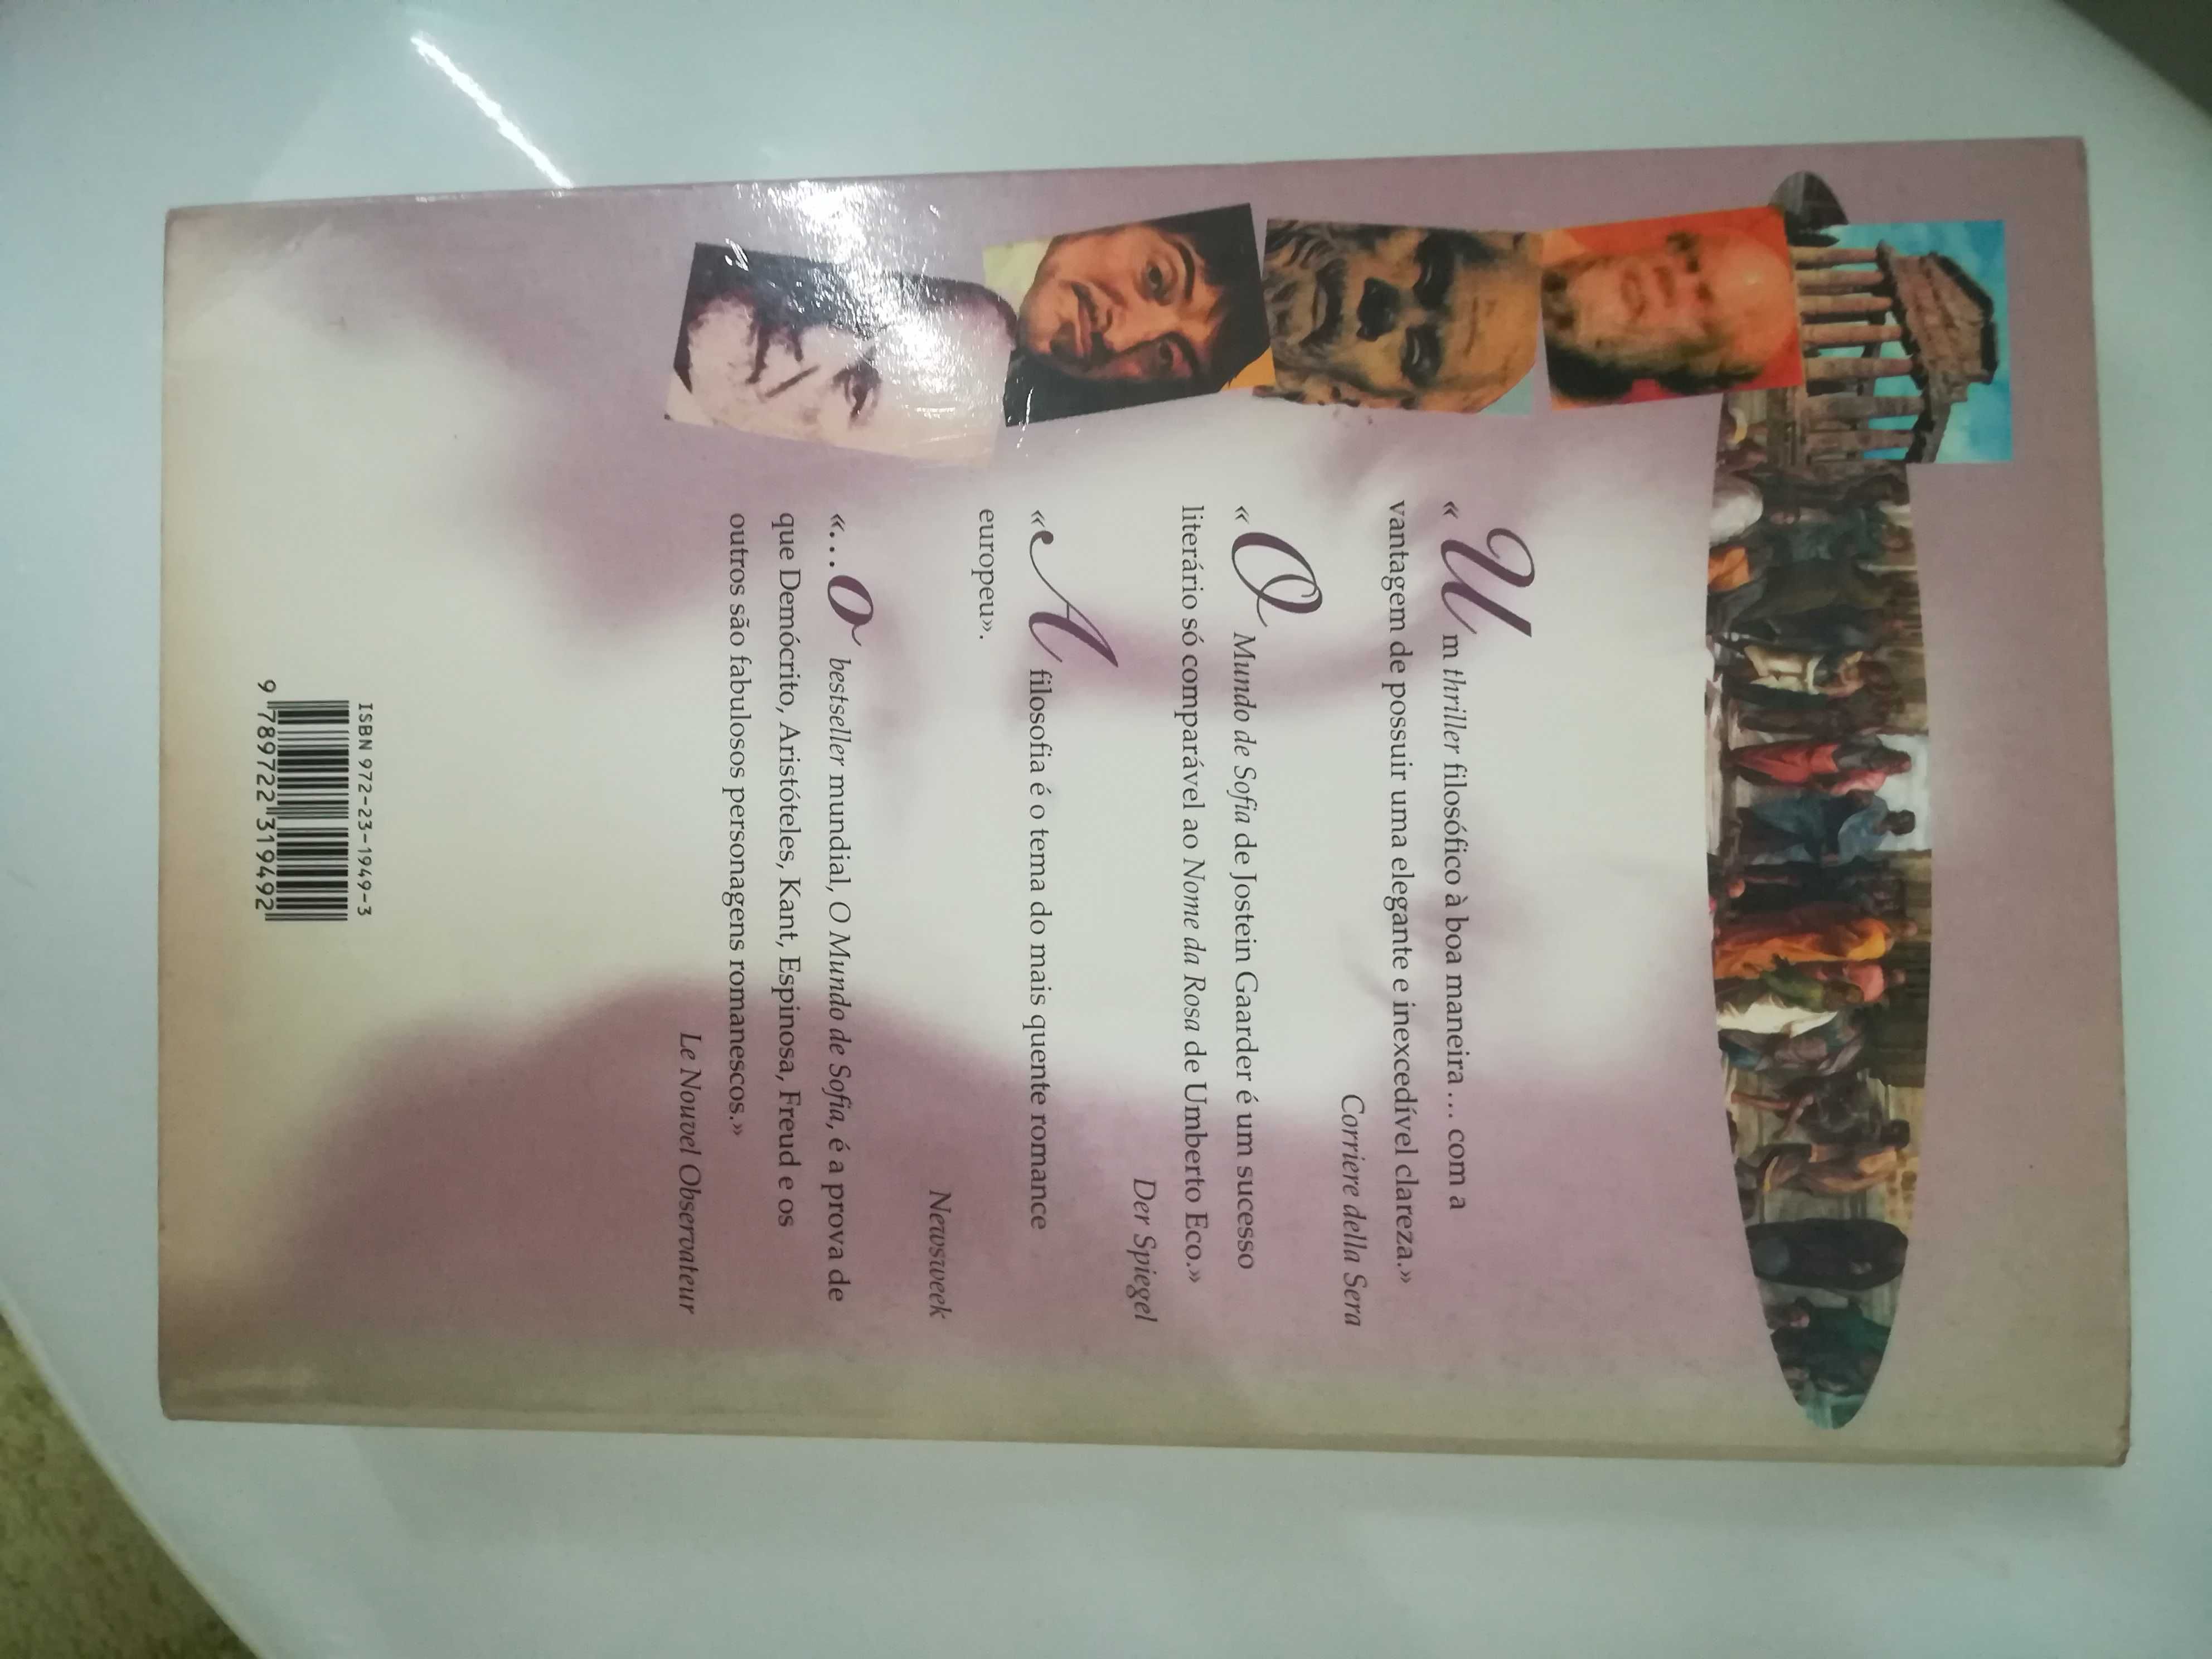 «Um thriller filosófico à boa maneira … com a
vantagem de possuir uma elegante e inexcedível clareza.»
Corriere della Sera
«O Mundo de Sofia de Jostein Gaarder é um sucesso
literário só comparável ao Nome da Rosa de Umberto Eco.»
Der Spiegel
«A filosofia é o tema do mais quente romance
europeu».
Newsweek
«…o bestseller mundial, O Mundo de Sofia, é a prova de
que Demócrito, Aristóteles, Kant, Espinosa, Freud e os
outros são fabulosos personagens romanescos.»
Le Nouvel Observateur
ISBN 972-23-1949-3
9 789722 319492